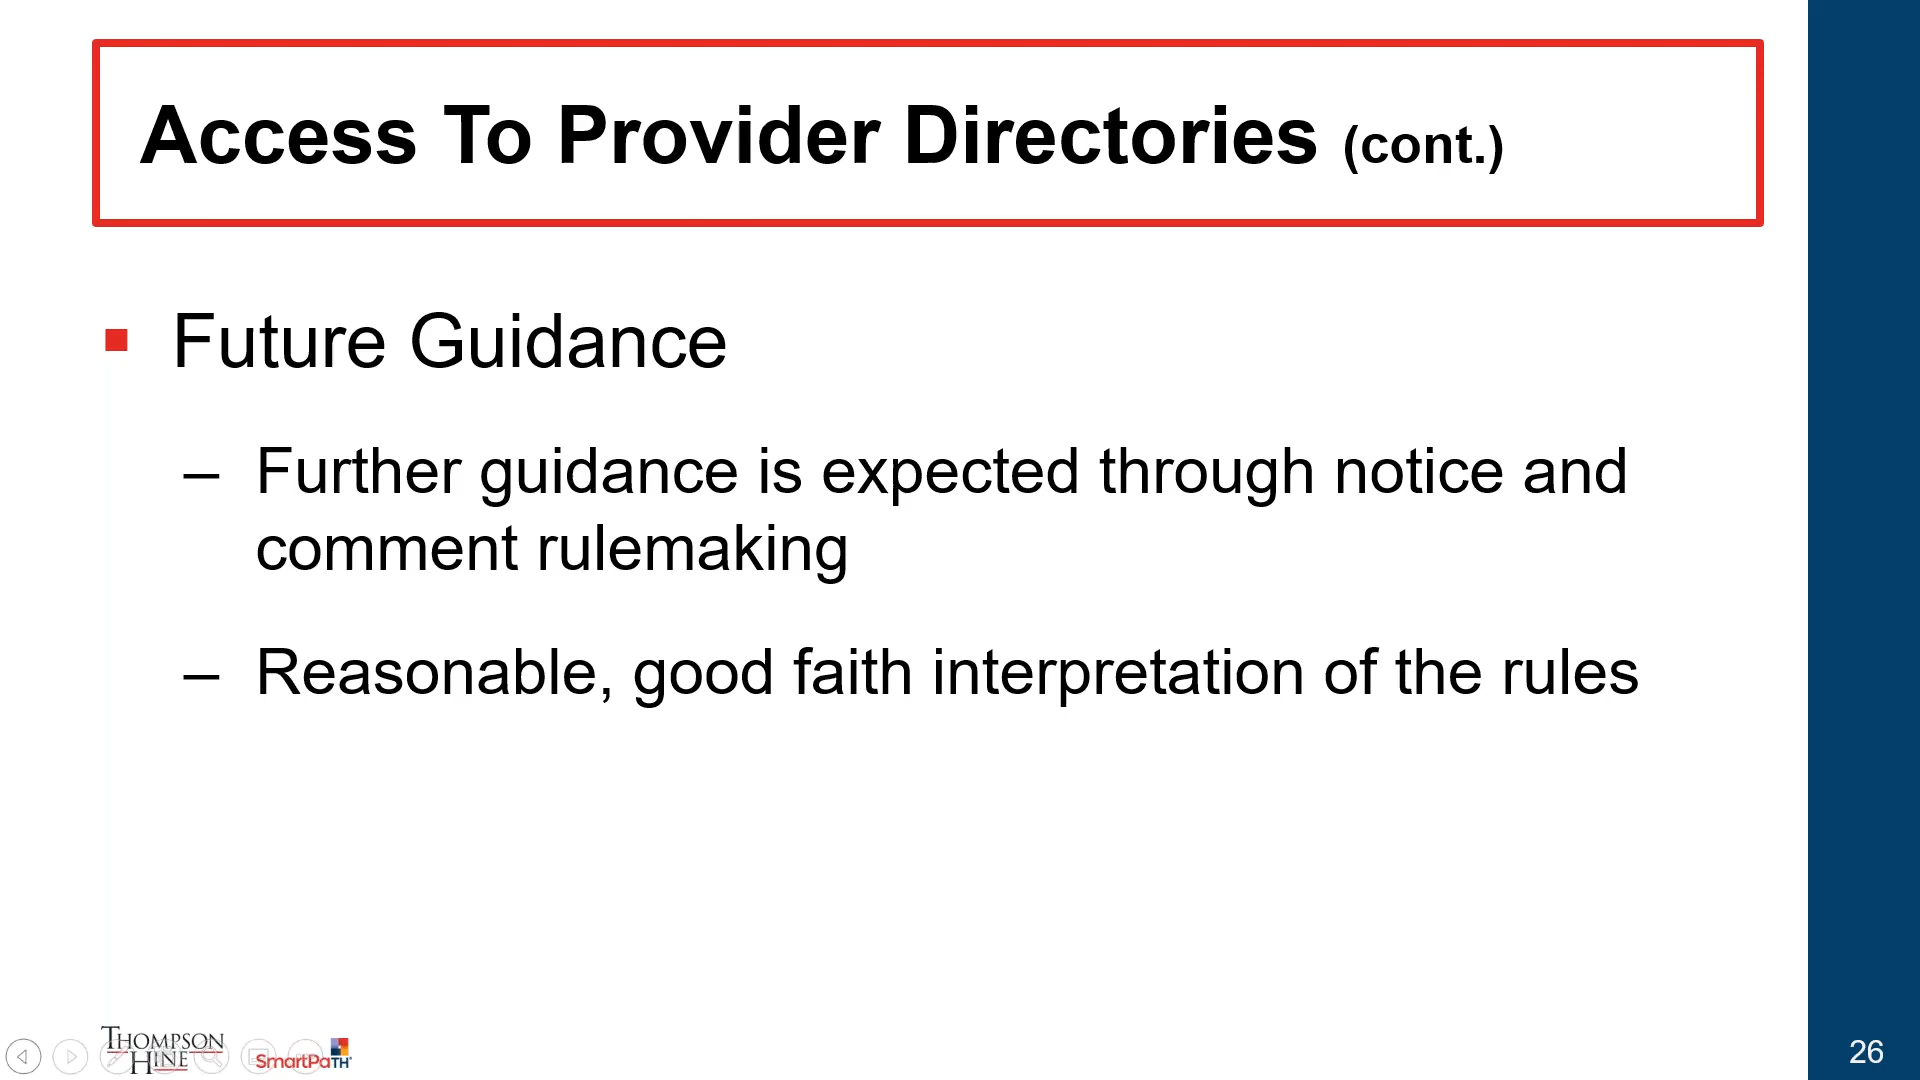 Access To Provider Directories (cont.)
▪ Future Guidance
– Further guidance is expected through notice and
comment rulemaking
– Reasonable, good faith interpretation of the rules
THOMPSON
HINE
SmartPaTH
26